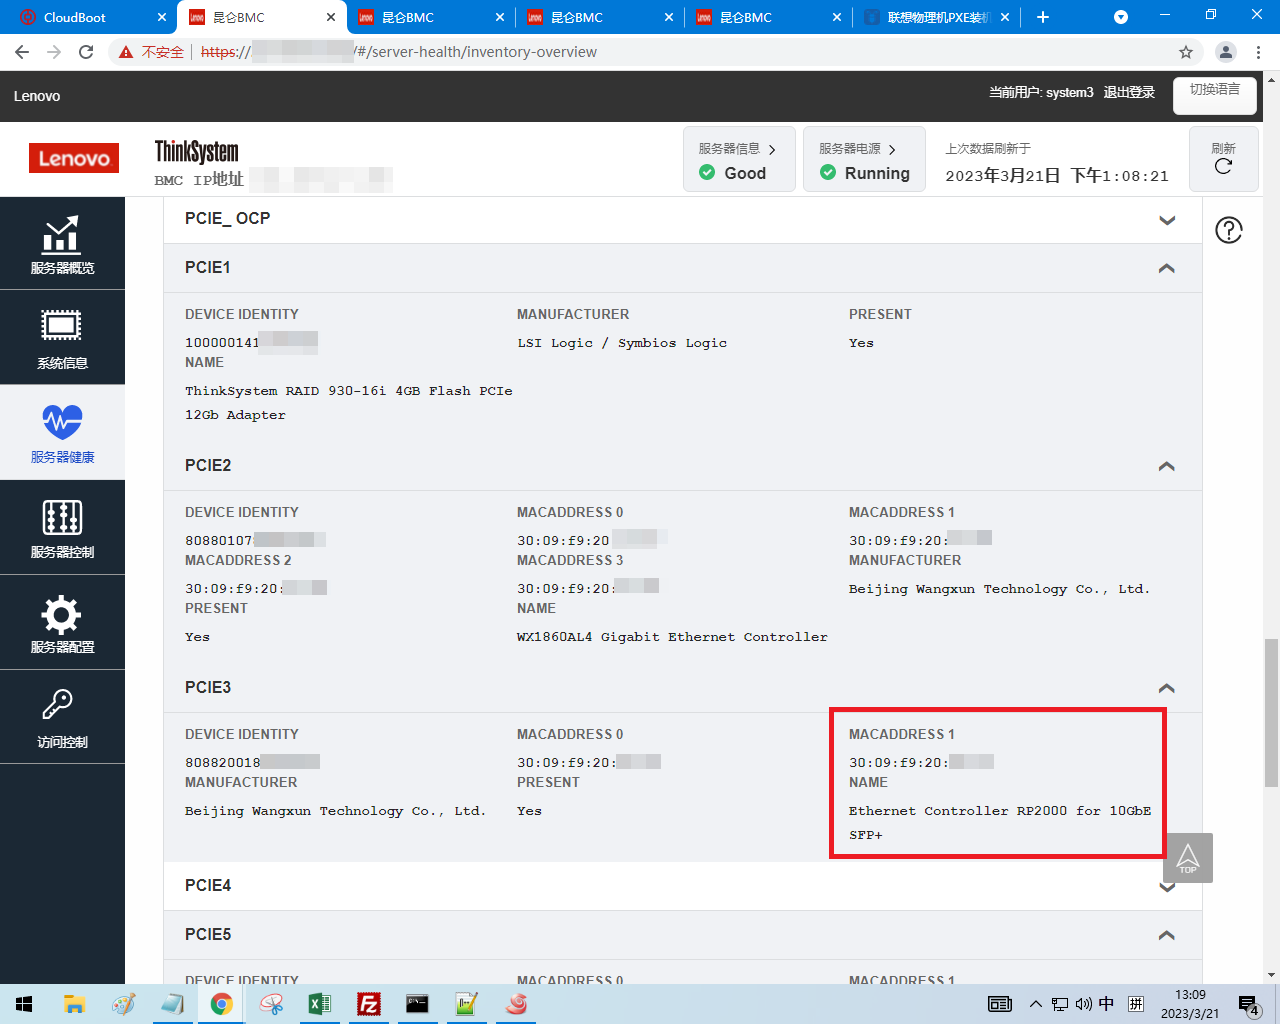 CloudBoot
昆仑BMC
昆仑BMC
昆仑BMC
昆仑BMC
联想物理机PXE装机
不安全
https://
/#/server-health/inventory-overview
Lenovo
当前用户: system3 退出登录
切换语言
Lenovo
ThinkSystem
BMC IP地址
服务器信息
Good
服务器电源
Running
上次数据刷新于
2023年3月21日 下午1:08:21
刷新
服务器概览
系统信息
服务器健康
服务器控制
服务器配置
访问控制
PCIE_ OCP
PCIE1
DEVICE IDENTITY
MANUFACTURER
PRESENT
100000141
LSI Logic / Symbios Logic
Yes
NAME
ThinkSystem RAID 930-16i 4GB Flash PCIe
12Gb Adapter
PCIE2
DEVICE IDENTITY
MACADDRESS 0
MACADDRESS 1
80880107
30:09:f9:20
30:09:f9:20:
MACADDRESS 2
MACADDRESS 3
MANUFACTURER
30:09:f9:20:
30:09:f9:20:
Beijing Wangxun Technology Co., Ltd.
PRESENT
NAME
Yes
WX1860AL4 Gigabit Ethernet Controller
PCIE3
DEVICE IDENTITY
MACADDRESS 0
MACADDRESS 1
808820018
30:09:f9:20:
30:09:f9:20:
MANUFACTURER
PRESENT
NAME
Beijing Wangxun Technology Co., Ltd.
Yes
Ethernet Controller RP2000 for 10GbE
SFP+
TOP
PCIE4
PCIE5
DEVICE IDENTITY
MACADDRESS 0
MACADDRESS 1
中
拼
13:09
2023/3/21
4